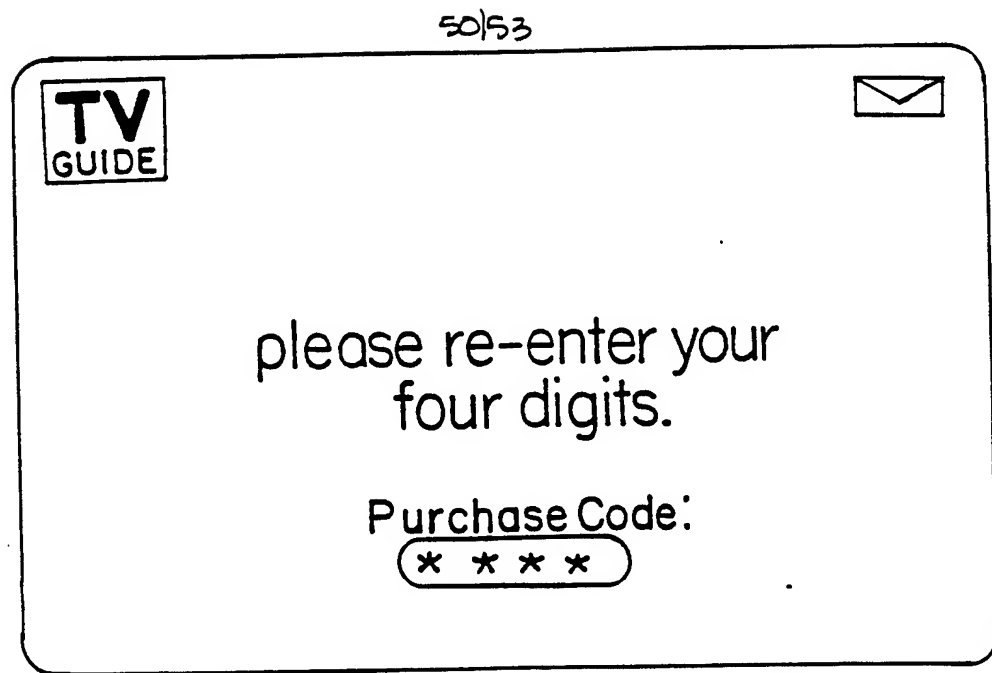 50/53
TV
GUIDE
please re-enter your
four digits.
Purchase Code:
* * * *